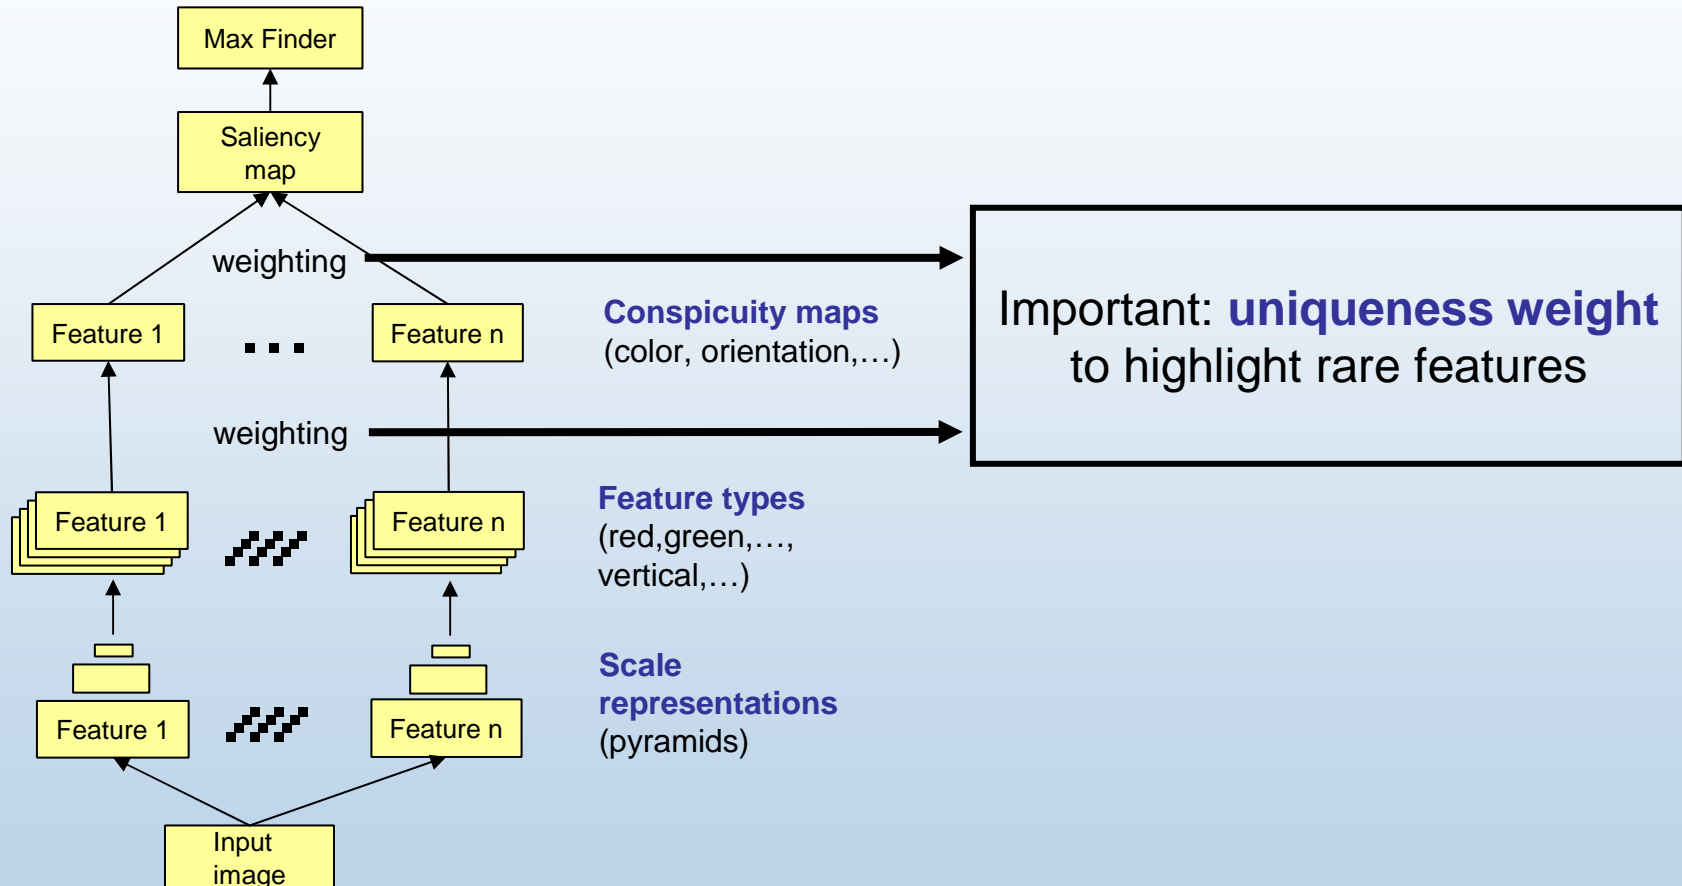 Max Finder
Saliency
map
weighting
Feature 1
Feature n
Conspicuity maps
(color, orientation,…)
Important: uniqueness weight
to highlight rare features
weighting
Feature 1
Feature n
Feature types
(red,green,…,
vertical,…)
Feature 1
Feature n
Scale
representations
(pyramids)
Input
image